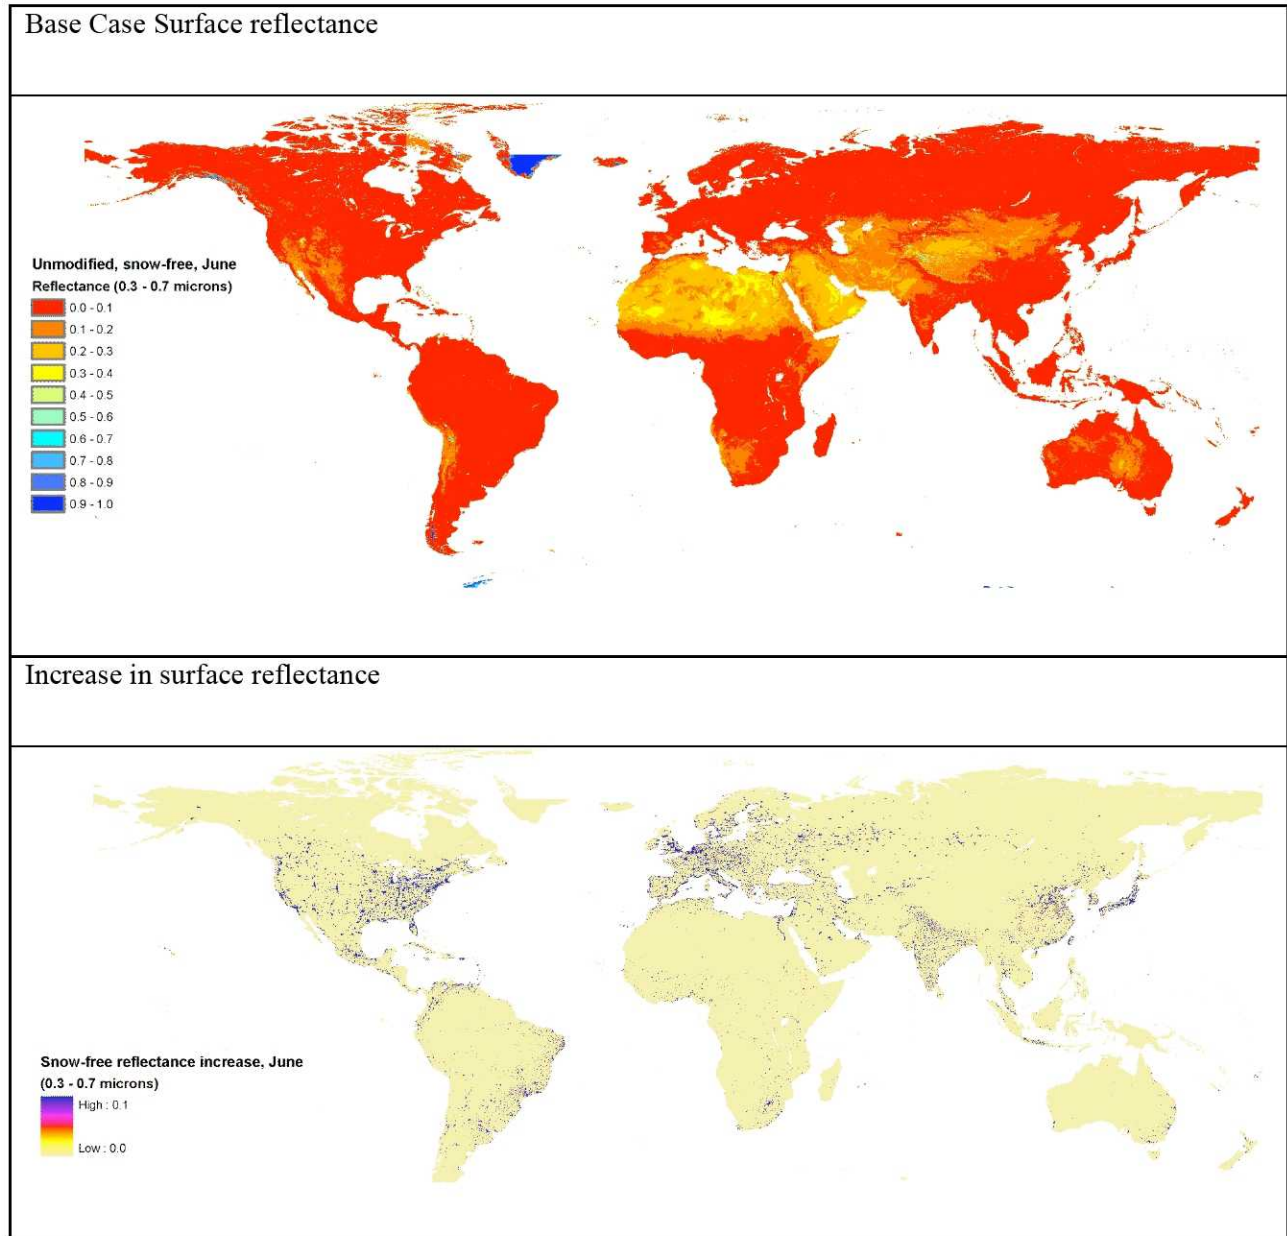 Base Case Surface reflectance
Unmodified, snow-free, June
Reflectance (0.3 - 0.7 microns)
0.0 - 0.1
0.1 - 0.2
0.2 - 0.3
0.3 - 0.4
0.4 - 0.5
0.5 - 0.6
0.6 - 0.7
0.7 - 0.8
0.8 - 0.9
0.9 - 1.0
Increase in surface reflectance
Snow-free reflectance increase, June
(0.3 - 0.7 microns)
High : 0.1
Low : 0.0